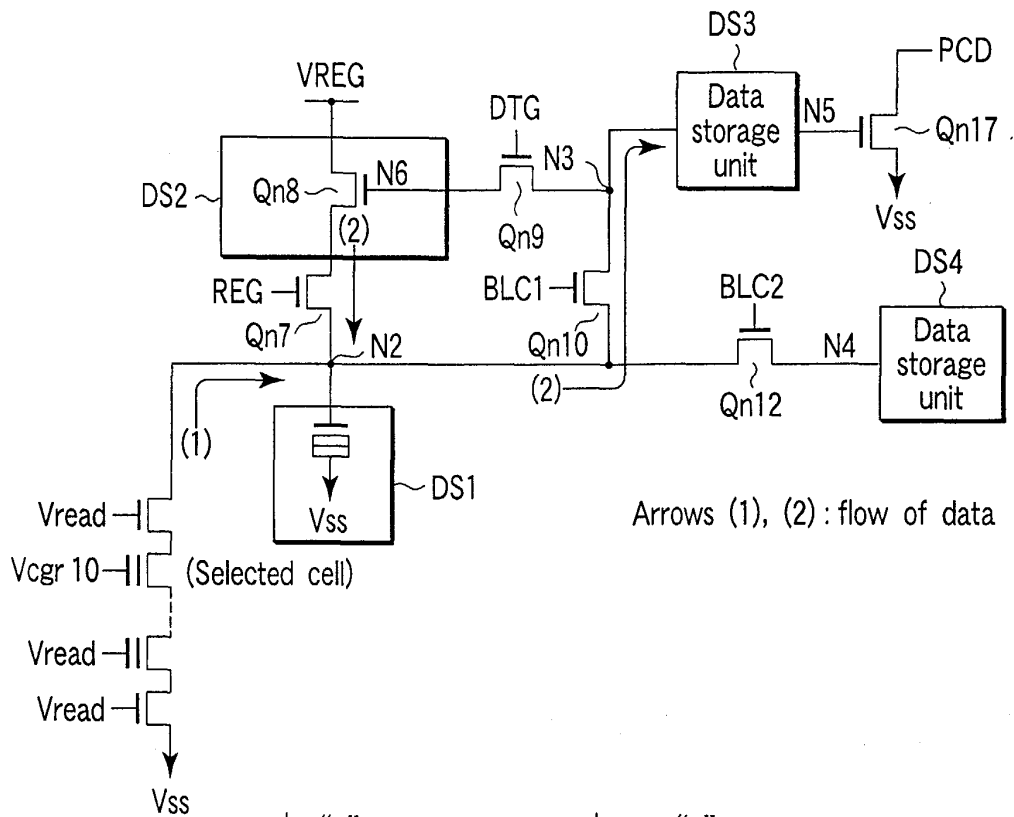 DS3
PCD
VREG
Data
storage
unit
DTG
N5
Qn17
N3
N6
Qn8
DS2
Qn9
Vss
(2)
DS4
REG
BLC1
BLC2
Data
storage
unit
Qn7
N2
Qn10
N4
(2)
Qn12
(1)
DS1
Vss
Arrows (1), (2) : flow of data
Vread
Vcgr 10
(Selected cell)
Vread
Vread
Vss